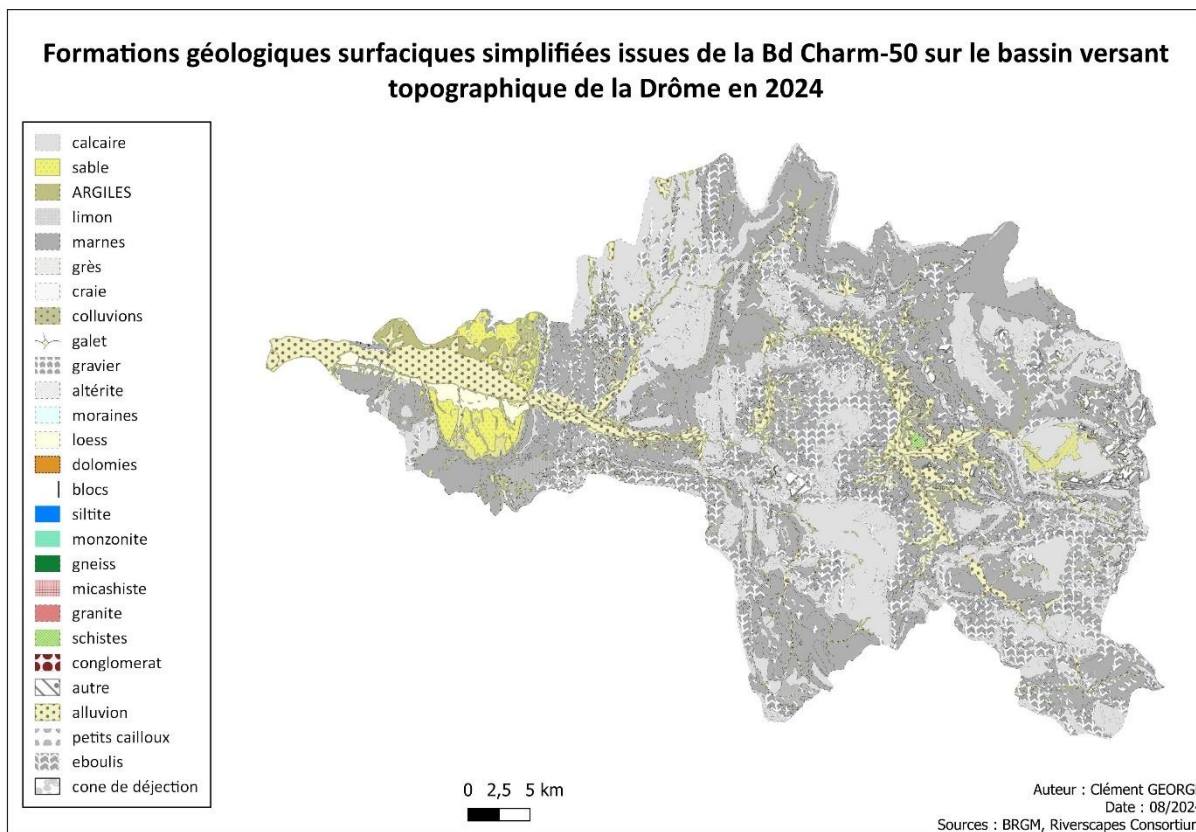 Formations géologiques surfaciques simplifiées issues de la Bd Charm-50 sur le bassin versant
topographique de la Drôme en 2024
calcaire
sable
ARGILES
limon
marnes
grès
craie
colluvions
galet
gravier
altérite
moraines
loess
dolomies
blocs
siltite
monzonite
gneiss
micashiste
granite
schistes
conglomerat
autre
alluvion
petits cailloux
eboulis
cone de déjection
0 2,5 5 km
Auteur : Clément GEORG
Date : 08/202
Sources : BRGM, Riverscapes Consortiu